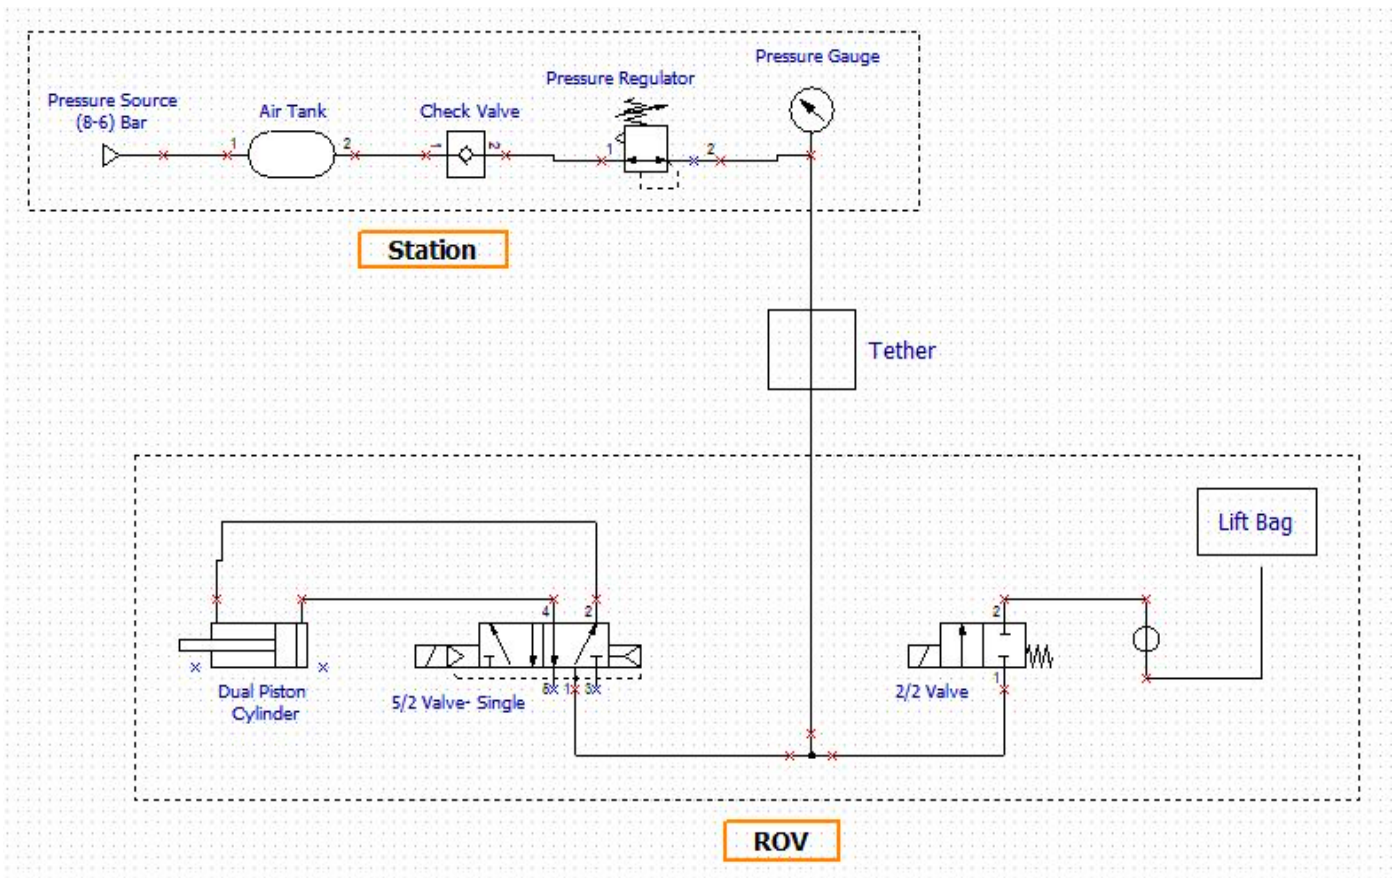 Pressure Gauge
Pressure Regulator
Pressure Source
(8-6) Bar
Air Tank
Check Valve
1
2
1
2
1
2
Station
Tether
Lift Bag
4
2
2
5
1
3
1
Dual Piston
Cylinder
5/2 Valve- Single
2/2 Valve
ROV